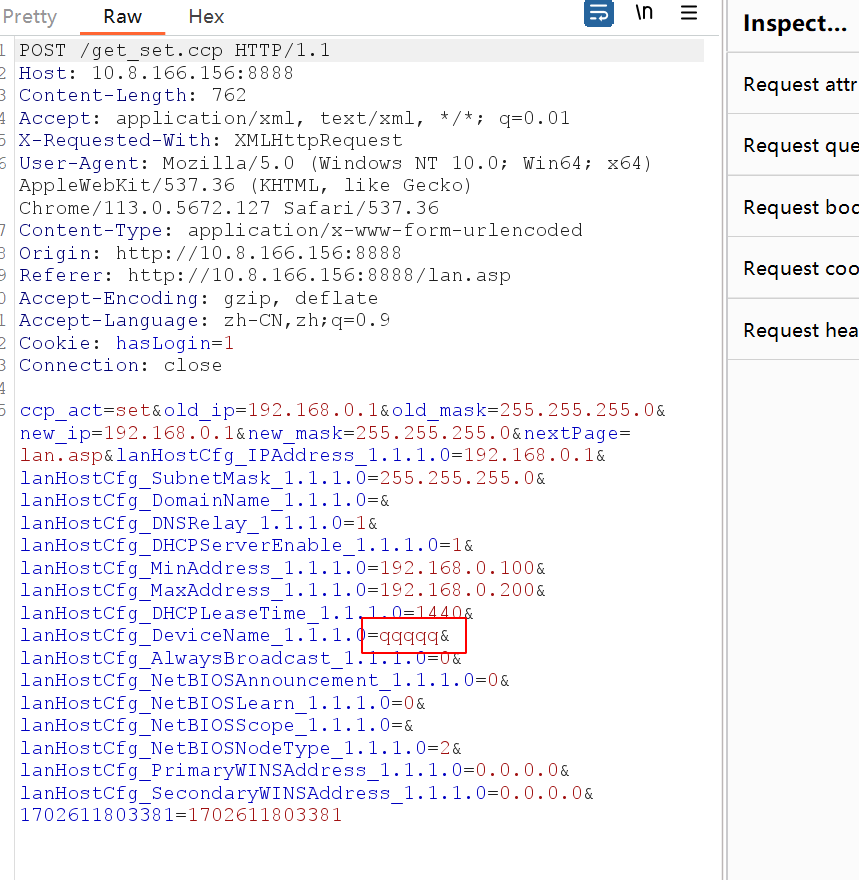 Pretty Raw Hex \n ☰
Inspect...
Request attr
Request que
Request boo
Request coo
Request hea
1 POST /get_set.ccp HTTP/1.1
2 Host: 10.8.166.156:8888
3 Content-Length: 762
4 Accept: application/xml, text/xml, */*; q=0.01
5 X-Requested-With: XMLHttpRequest
6 User-Agent: Mozilla/5.0 (Windows NT 10.0; Win64; x64)
AppleWebKit/537.36 (KHTML, like Gecko)
Chrome/113.0.5672.127 Safari/537.36
7 Content-Type: application/x-www-form-urlencoded
8 Origin: http://10.8.166.156:8888
9 Referer: http://10.8.166.156:8888/lan.asp
0 Accept-Encoding: gzip, deflate
1 Accept-Language: zh-CN,zh;q=0.9
2 Cookie: hasLogin=1
3 Connection: close
4
5 ccp_act=set&old_ip=192.168.0.1&old_mask=255.255.255.0&
new_ip=192.168.0.1&new_mask=255.255.255.0&nextPage=
lan.asp&lanHostCfg_IPAddress_1.1.1.0=192.168.0.1&
lanHostCfg_SubnetMask_1.1.1.0=255.255.255.0&
lanHostCfg_DomainName_1.1.1.0=&
lanHostCfg_DNSRelay_1.1.1.0=1&
lanHostCfg_DHCPServerEnable_1.1.1.0=1&
lanHostCfg_MinAddress_1.1.1.0=192.168.0.100&
lanHostCfg_MaxAddress_1.1.1.0=192.168.0.200&
lanHostCfg_DHCPLeaseTime_1.1.1.0=1440&
lanHostCfg_DeviceName_1.1.1.0=qqqqq&
lanHostCfg_AlwaysBroadcast_1.1.1.0=0&
lanHostCfg_NetBIOSAnnouncement_1.1.1.0=0&
lanHostCfg_NetBIOSLearn_1.1.1.0=0&
lanHostCfg_NetBIOSScope_1.1.1.0=&
lanHostCfg_NetBIOSNodeType_1.1.1.0=2&
lanHostCfg_PrimaryWINSAddress_1.1.1.0=0.0.0.0&
lanHostCfg_SecondaryWINSAddress_1.1.1.0=0.0.0.0&
1702611803381=1702611803381